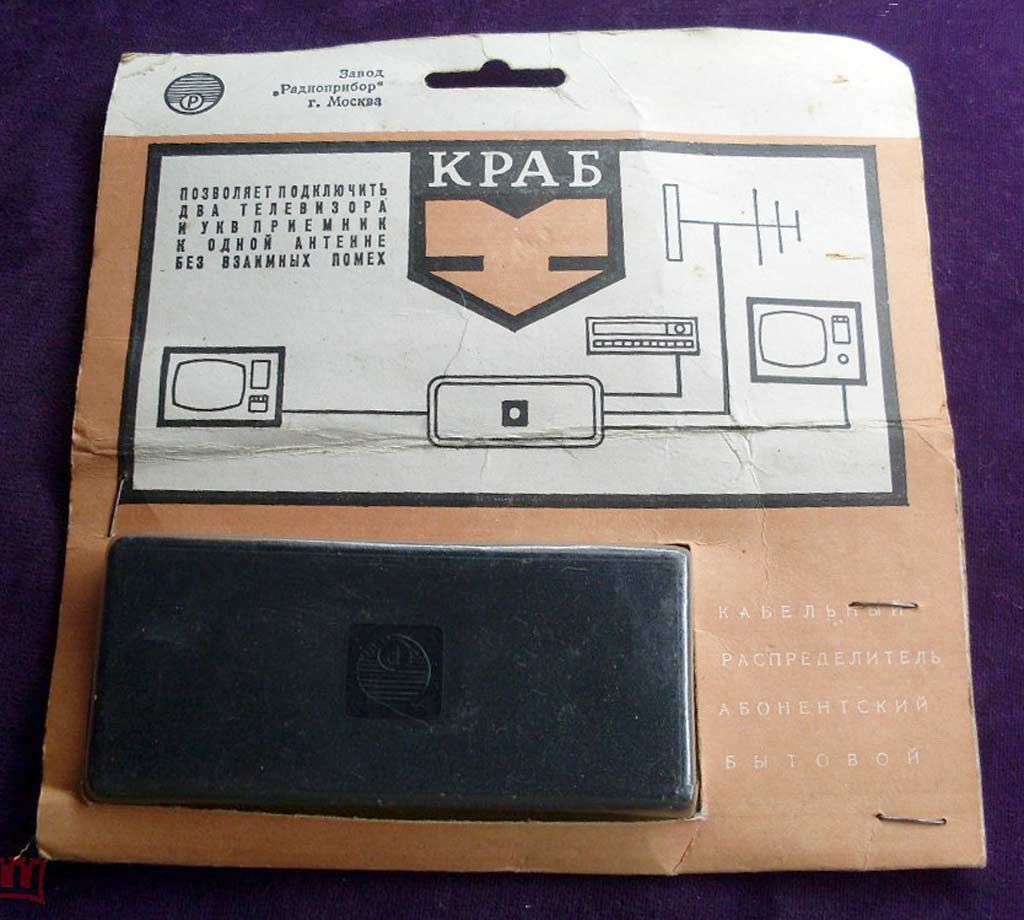 Завод
„Радиоприбор“
г. Москва
Р
КРАБ
ПОЗВОЛЯЕТ ПОДКЛЮЧИТЬ
ДВА ТЕЛЕВИЗОРА
И УКВ ПРИЕМНИК
К ОДНОЙ АНТЕННЕ
БЕЗ ВЗАИМНЫХ ПОМЕХ
КАБЕЛЬНЫЙ
РАСПРЕДЕЛИТЕЛЬ
АБОНЕНТСКИЙ
БЫТОВОЙ